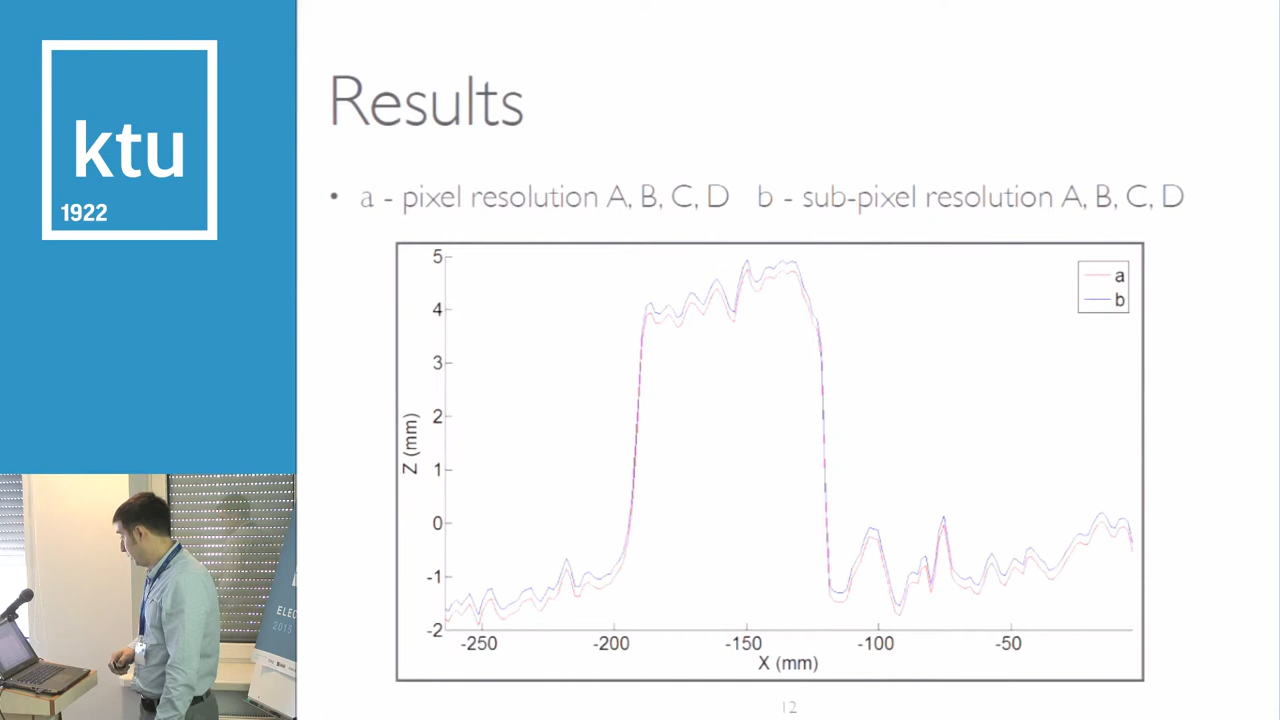 ktu
1922
Results
• a - pixel resolution A, B, C, D b - sub-pixel resolution A, B, C, D
5
4
3
2
1
0
-1
-2
Z (mm)
a
b
-250 -200 -150 -100 -50
X (mm)
12
2015